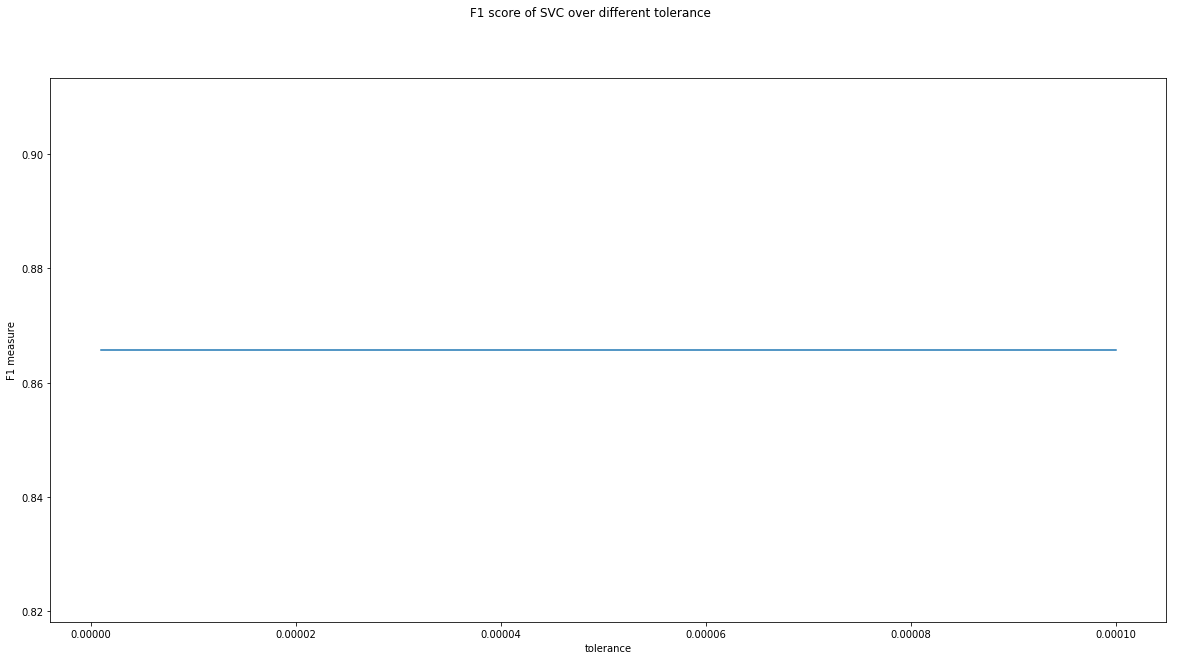 F1 score of SVC over different tolerance
0.90
0.88
0.86
0.84
0.82
F1 measure
0.00000 0.00002 0.00004 0.00006 0.00008 0.00010
tolerance